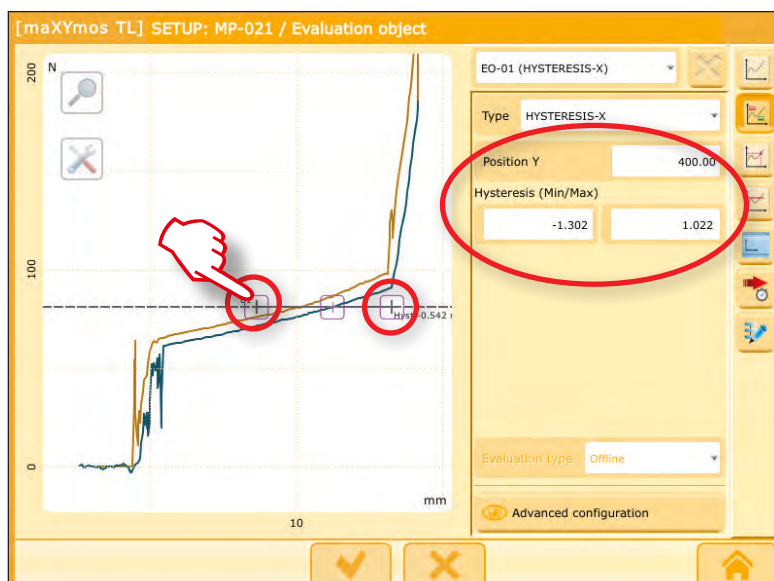 [maXYmos TL] SETUP: MP-021 / Evaluation object
N
200
100
0
10
mm
Hyst -0.542
EO-01 (HYSTERESIS-X)
Type HYSTERESIS-X
Position Y 400.00
Hysteresis (Min/Max)
-1.302 1.022
Evaluation type Offline
Advanced configuration